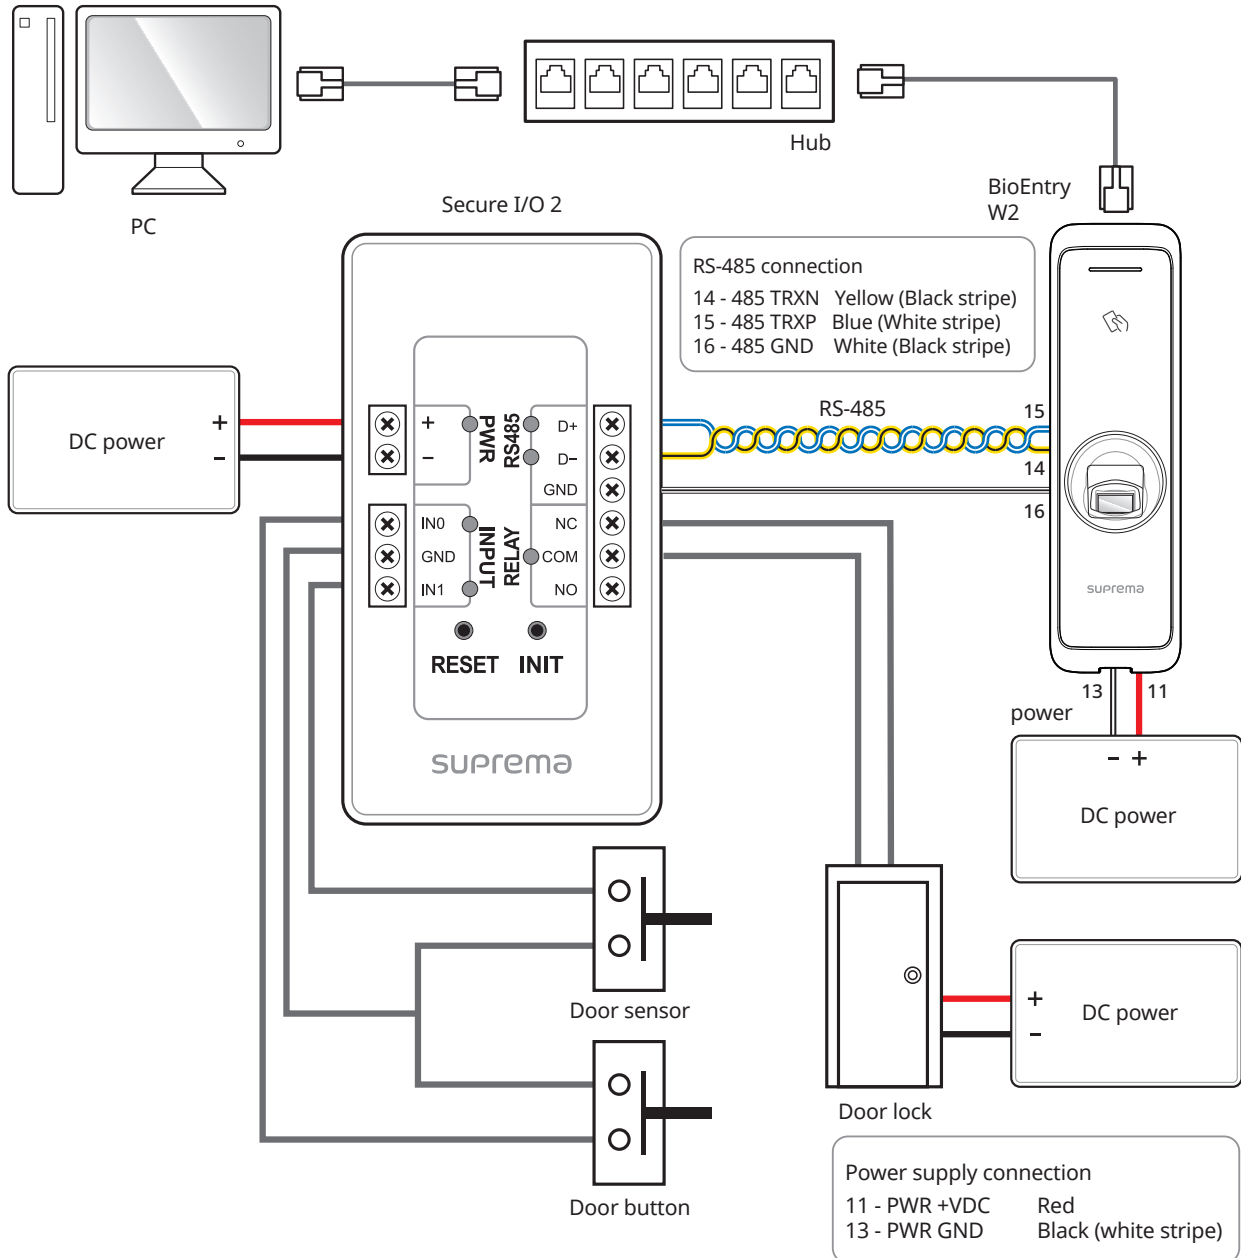 Hub
PC
Secure I/O 2
BioEntry
W2
RS-485 connection
14 - 485 TRXN Yellow (Black stripe)
15 - 485 TRXP Blue (White stripe)
16 - 485 GND White (Black stripe)
DC power
+
-
+
-
PWR
RS485
D+
D-
GND
RS-485
15
14
16
IN0
GND
IN1
INPUT
RELAY
NC
COM
NO
RESET
INIT
suprema
suprema
13
11
power
- +
DC power
Door sensor
Door button
Door lock
+
-
DC power
Power supply connection
11 - PWR +VDC Red
13 - PWR GND Black (white stripe)